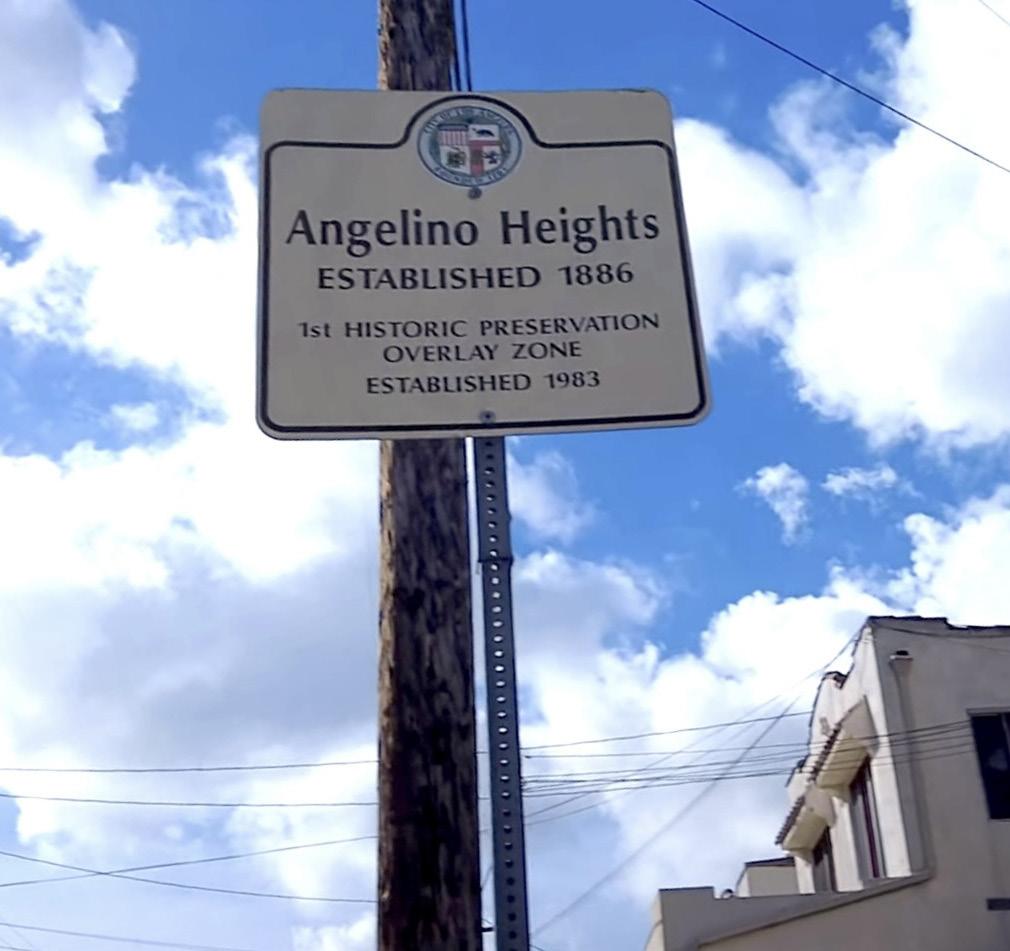 Angelino Heights
ESTABLISHED 1886
1st HISTORIC PRESERVATION
OVERLAY ZONE
ESTABLISHED 1983